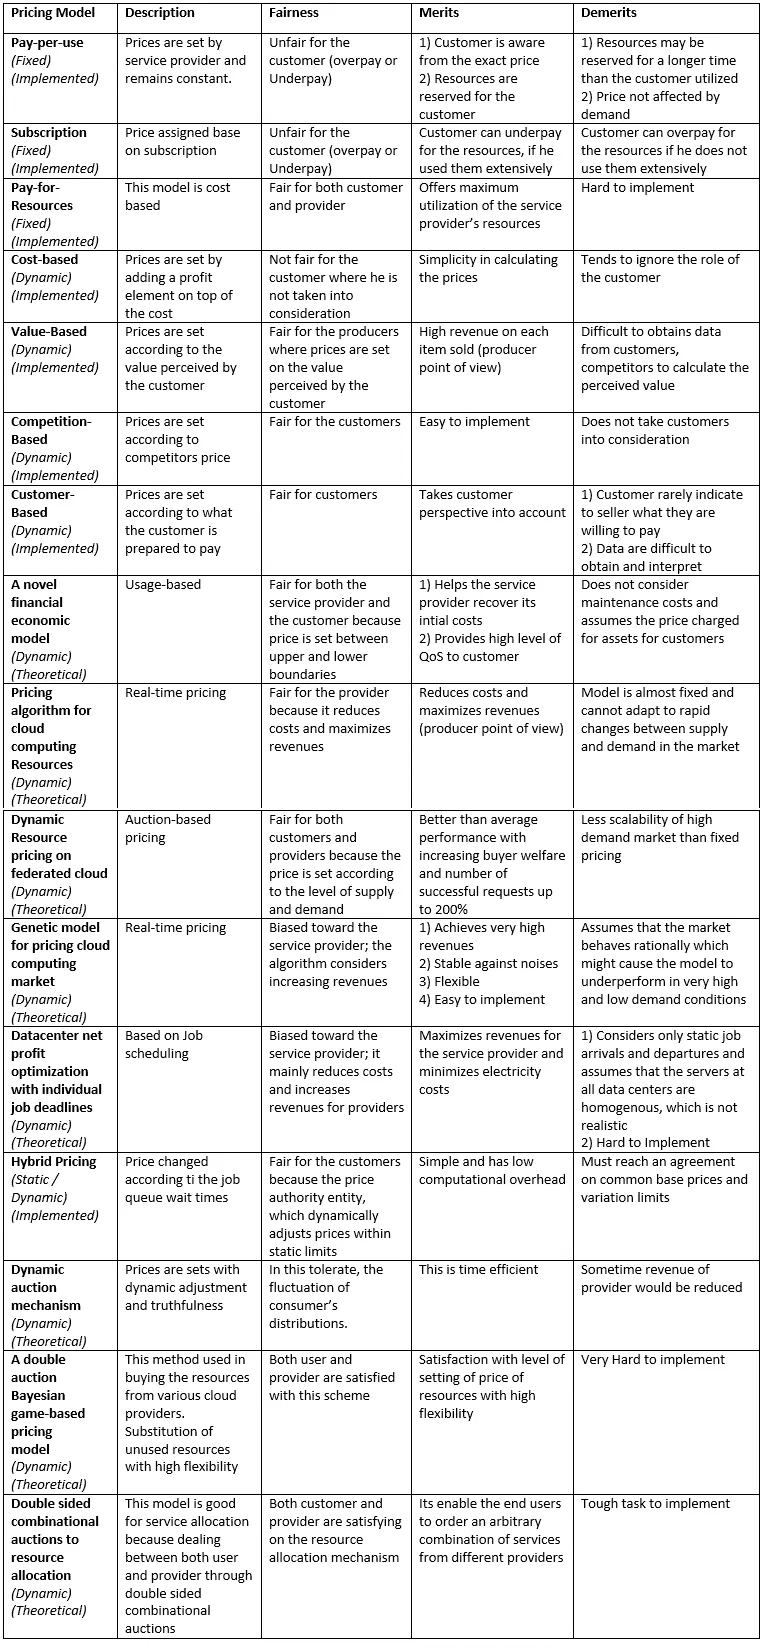 Pricing Model
Description
Fairness
Merits
Demerits
Pay-per-use
(Fixed)
(Implemented)
Prices are set by
service provider and
remains constant.
Unfair for the
customer (overpay or
Underpay)
1) Customer is aware
from the exact price
2) Resources are
reserved for the
customer
1) Resources may be
reserved for a longer time
than the customer utilized
2) Price not affected by
demand
Subscription
(Fixed)
(Implemented)
Price assigned base
on subscription
Unfair for the
customer (overpay or
Underpay)
Customer can underpay
for the resources, if he
used them extensively
Customer can overpay for
the resources if he does not
use them extensively
Pay-for-
Resources
(Fixed)
(Implemented)
This model is cost
based
Fair for both customer
and provider
Offers maximum
utilization of the service
provider's resources
Hard to implement
Cost-based
(Dynamic)
(Implemented)
Prices are set by
adding a profit
element on top of
the cost
Not fair for the
customer where he is
not taken into
consideration
Simplicity in calculating
the prices
Tends to ignore the role of
the customer
Value-Based
(Dynamic)
(Implemented)
Prices are set
according to the
value perceived by
the customer
Fair for the producers
where prices are set
on the value
perceived by the
customer
High revenue on each
item sold (producer
point of view)
Difficult to obtains data
from customers,
competitors to calculate the
perceived value
Competition-
Based
(Dynamic)
(Implemented)
Prices are set
according to
competitors price
Fair for the customers
Easy to implement
Does not take customers
into consideration
Customer-
Based
(Dynamic)
(Implemented)
Prices are set
according to what
the customer is
prepared to pay
Fair for customers
Takes customer
perspective into account
1) Customer rarely indicate
to seller what they are
willing to pay
2) Data are difficult to
obtain and interpret
A novel
financial
economic
model
(Dynamic)
(Theoretical)
Usage-based
Fair for both the
service provider and
the customer because
price is set between
upper and lower
boundaries
1) Helps the service
provider recover its
intial costs
2) Provides high level of
QoS to customer
Does not consider
maintenance costs and
assumes the price charged
for assets for customers
Pricing
algorithm for
cloud
computing
Resources
(Dynamic)
(Theoretical)
Real-time pricing
Fair for the provider
because it reduces
costs and maximizes
revenues
Reduces costs and
maximizes revenues
(producer point of view)
Model is almost fixed and
cannot adapt to rapid
changes between supply
and demand in the market
Dynamic
Resource
pricing on
federated cloud
(Dynamic)
(Theoretical)
Auction-based
pricing
Fair for both
customers and
providers because the
price is set according
to the level of supply
and demand
Better than average
performance with
increasing buyer welfare
and number of
successful requests up
to 200%
Less scalability of high
demand market than fixed
pricing
Genetic model
for pricing cloud
computing
market
(Dynamic)
(Theoretical)
Real-time pricing
Biased toward the
service provider; the
algorithm considers
increasing revenues
1) Achieves very high
revenues
2) Stable against noises
3) Flexible
4) Easy to implement
Assumes that the market
behaves rationally which
might cause the model to
underperform in very high
and low demand conditions
Datacenter net
profit
optimization
with individual
job deadlines
(Dynamic)
(Theoretical)
Based on Job
scheduling
Biased toward the
service provider; it
mainly reduces costs
and increases
revenues for providers
Maximizes revenues for
the service provider and
minimizes electricity
costs
1) Considers only static job
arrivals and departures and
assumes that the servers at
all data centers are
homogenous, which is not
realistic
2) Hard to Implement
Hybrid Pricing
(Static /
Dynamic)
(Implemented)
Price changed
according ti the job
queue wait times
Fair for the customers
because the price
authority entity,
which dynamically
adjusts prices within
static limits
Simple and has low
computational overhead
Must reach an agreement
on common base prices and
variation limits
Dynamic
auction
mechanism
(Dynamic)
(Theoretical)
Prices are sets with
dynamic adjustment
and truthfulness
In this tolerate, the
fluctuation of
consumer's
distributions.
This is time efficient
Sometime revenue of
provider would be reduced
A double
auction
Bayesian
game-based
pricing
model
(Dynamic)
(Theoretical)
This method used in
buying the resources
from various cloud
providers.
Substitution of
unused resources
with high flexibility
Both user and
provider are satisfied
with this scheme
Satisfaction with level of
setting of price of
resources with high
flexibility
Very Hard to implement
Double sided
combinational
auctions to
resource
allocation
(Dynamic)
(Theoretical)
This model is good
for service allocation
because dealing
between both user
and provider through
double sided
combinational
auctions
Both customer and
provider are satisfying
on the resource
allocation mechanism
Its enable the end users
to order an arbitrary
combination of services
from different providers
Tough task to implement